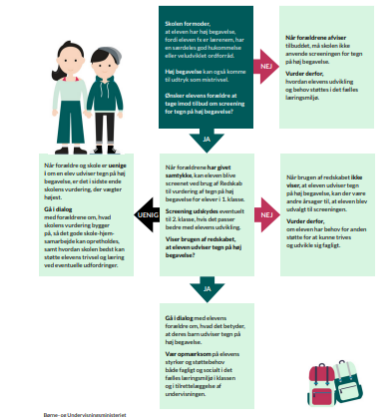 Skolen formoder,
at eleven har høj begavelse,
fordi eleven fx er lærenem, har
en særdeles god hukommelse
eller veludviklet ordforråd.
Høj begavelse kan også komme
til udtryk som mistrivsel.
Ønsker elevens forældre at
tage imod tilbud om screening
for tegn på høj begavelse?
NEJ
Når forældrene afviser
tilbuddet, må skolen ikke
anvende screeningen for tegn
på høj begavelse.
Vurder derfor,
hvordan elevens udvikling
og behov støttes i det fælles
læringsmiljø.
JA
Når forældre og skole er uenige
i om en elev udviser tegn på høj
begavelse, er det i sidste ende
skolens vurdering, der vægter
højest.
Gå i dialog
med forældrene om, hvad
skolens vurdering bygger
på, så det gode skole-hjem-
samarbejde kan opretholdes,
samt hvordan skolen bedst kan
støtte elevens trivsel og læring
ved eventuelle udfordringer.
UENIG
Når forældrene har givet
samtykke, kan eleven blive
screenet ved brug af Redskab
til vurdering af tegn på høj
begavelse for elever i 1. klasse.
Screening udskydes eventuelt
til 2. klasse, hvis det passer
bedre med elevens udvikling.
Viser brugen af redskabet,
at eleven udviser tegn på høj
begavelse?
NEJ
Når brugen af redskabet ikke
viser, at eleven udviser tegn
på høj begavelse, kan der være
andre årsager til, at eleven blev
udvalgt til screeningen.
Vurder derfor,
om eleven har behov for anden
støtte for at kunne trives
og udvikle sig fagligt.
JA
Gå i dialog med elevens
forældre om, hvad det betyder,
at deres barn udviser tegn på
høj begavelse.
Vær opmærksom på elevens
styrker og støttebehov
både fagligt og socialt i det
fælles læringsmiljø i klassen
og i tilrettelæggelse af
undervisningen.
Børne- og Undervisningsministeriet